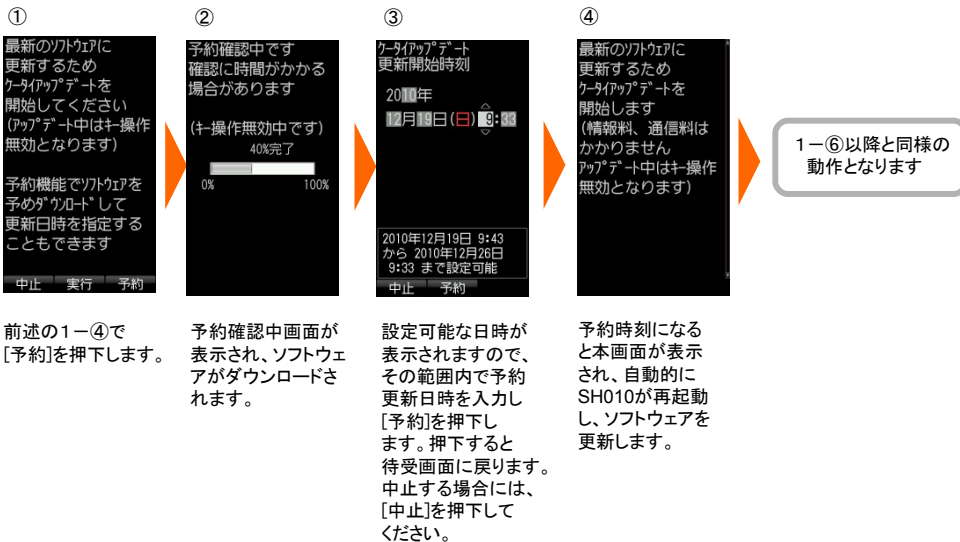 ①
最新のソフトウェアに
更新するため
ケータイアップデートを
開始してください
(アップデート中はキー操作
無効となります)
予約機能でソフトウェアを
予めダウンロードして
更新日時を指定する
こともできます
中止 実行 予約
前述の1－④で
[予約]を押下します。
②
予約確認中です
確認に時間がかかる
場合があります
(キー操作無効中です)
40%完了
0% 100%
予約確認中画面が
表示され、ソフトウェ
アがダウンロードさ
れます。
③
ケータイアップデート
更新開始時刻
2010年
12月19日(日) 9:33
2010年12月19日 9:43
から 2010年12月26日
9:33 まで設定可能
中止 予約
設定可能な日時が
表示されますので、
その範囲内で予約
更新日時を入力し
[予約]を押下し
ます。押下すると
待受画面に戻ります。
中止する場合には、
[中止]を押下して
ください。
④
最新のソフトウェアに
更新するため
ケータイアップデートを
開始します
(情報料、通信料は
かかりません
アップデート中はキー操作
無効となります)
予約時刻になる
と本画面が表示
され、自動的に
SH010が再起動
し、ソフトウェアを
更新します。
1－⑥以降と同様の
動作となります